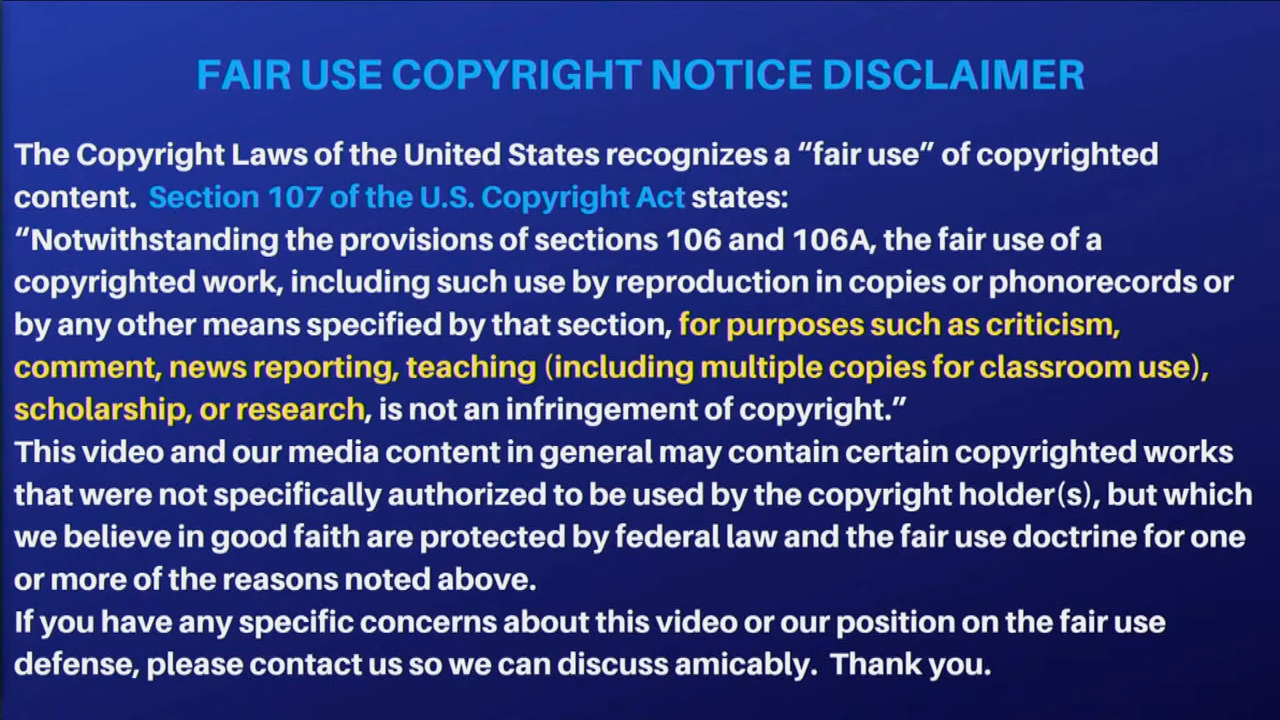 FAIR USE COPYRIGHT NOTICE DISCLAIMER
The Copyright Laws of the United States recognizes a “fair use” of copyrighted
content.  Section 107 of the U.S. Copyright Act states:
“Notwithstanding the provisions of sections 106 and 106A, the fair use of a
copyrighted work, including such use by reproduction in copies or phonorecords or
by any other means specified by that section, for purposes such as criticism,
comment, news reporting, teaching (including multiple copies for classroom use),
scholarship, or research, is not an infringement of copyright.”
This video and our media content in general may contain certain copyrighted works
that were not specifically authorized to be used by the copyright holder(s), but which
we believe in good faith are protected by federal law and the fair use doctrine for one
or more of the reasons noted above.
If you have any specific concerns about this video or our position on the fair use
defense, please contact us so we can discuss amicably.  Thank you.